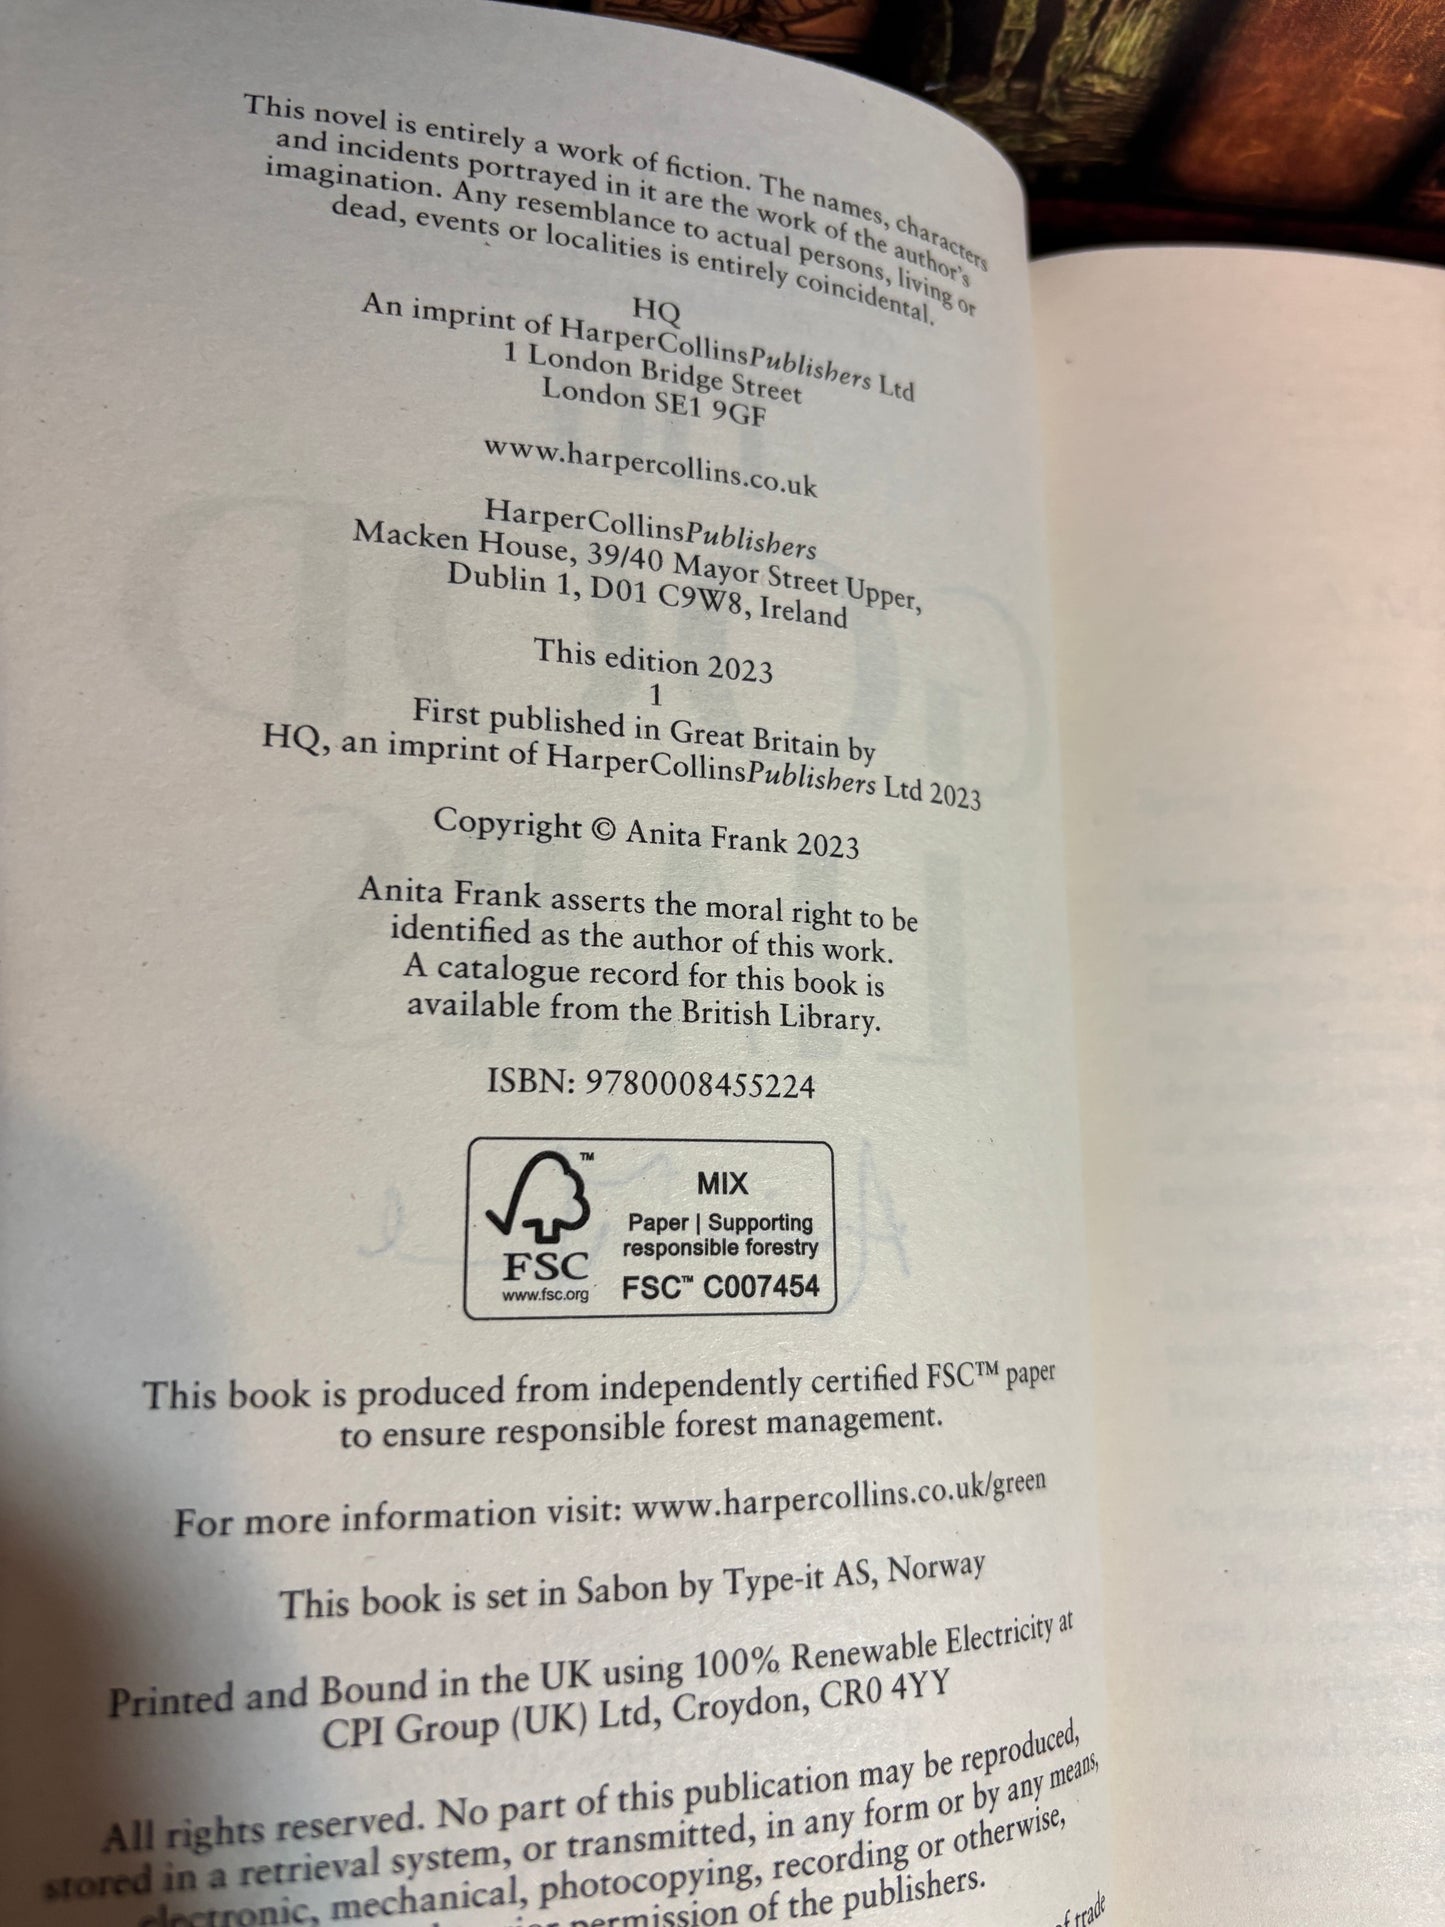 This novel is entirely a work of fiction. The names, characters
and incidents portrayed in it are the work of the author's
imagination. Any resemblance to actual persons, living or
dead, events or localities is entirely coincidental.
HQ
An imprint of HarperCollinsPublishers Ltd
1 London Bridge Street
London SE1 9GF
www.harpercollins.co.uk
HarperCollinsPublishers
Macken House, 39/40 Mayor Street Upper,
Dublin 1, D01 C9W8, Ireland
This edition 2023
1
First published in Great Britain by
HQ, an imprint of HarperCollinsPublishers Ltd 2023
Copyright © Anita Frank 2023
Anita Frank asserts the moral right to be
identified as the author of this work.
A catalogue record for this book is
available from the British Library.
ISBN: 9780008455224
MIX
Paper | Supporting
responsible forestry
FSC™ C007454
FSC
™
www.fsc.org
This book is produced from independently certified FSC™ paper
to ensure responsible forest management.
For more information visit: www.harpercollins.co.uk/green
This book is set in Sabon by Type-it AS, Norway
Printed and Bound in the UK using 100% Renewable Electricity at
CPI Group (UK) Ltd, Croydon, CR0 4YY
All rights reserved. No part of this publication may be reproduced,
stored in a retrieval system, or transmitted, in any form or by any means,
electronic, mechanical, photocopying, recording or otherwise,
permission of the publishers.
of trade